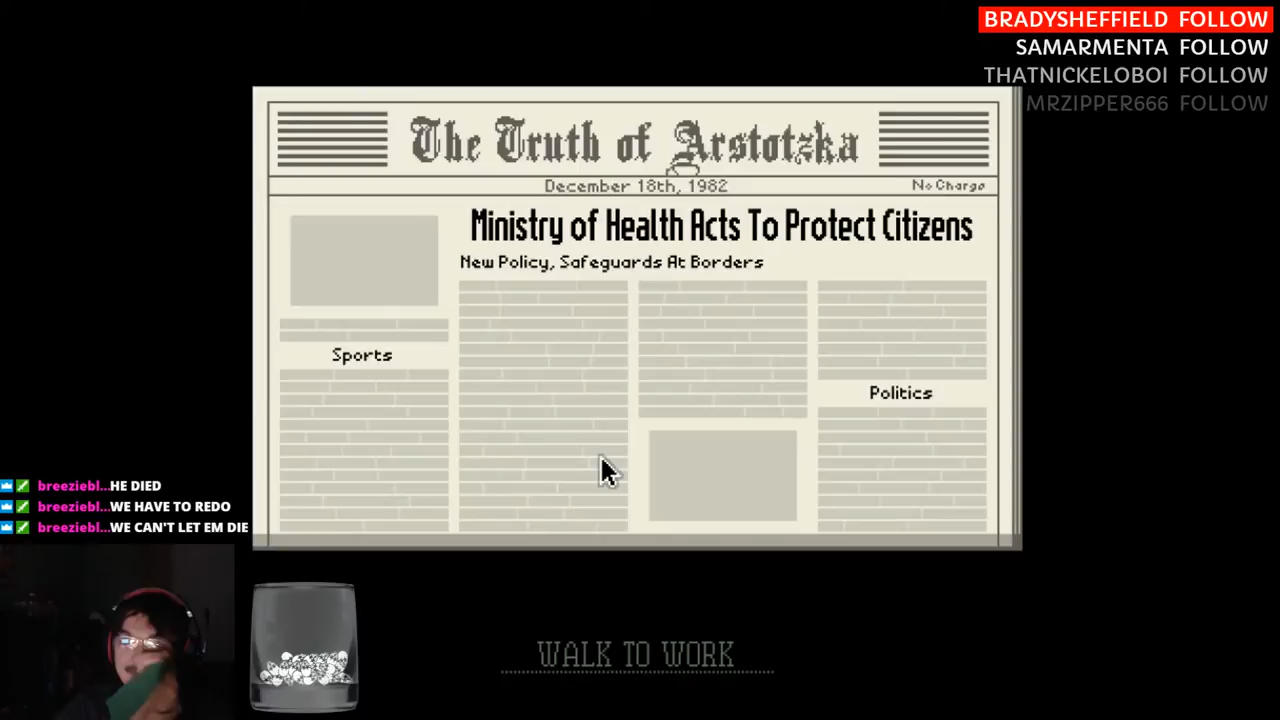 BRADYSHEFFIELD FOLLOW
SAMARMENTA FOLLOW
THATNICKELOBOI FOLLOW
MRZIPPER666 FOLLOW
The Truth of Arstotzka
December 18th, 1982
No Charge
Ministry of Health Acts To Protect Citizens
New Policy, Safeguards At Borders
Sports
Politics
breeziebl...HE DIED
breeziebl...WE HAVE TO REDO
breeziebl...WE CAN'T LET EM DIE
WALK TO WORK